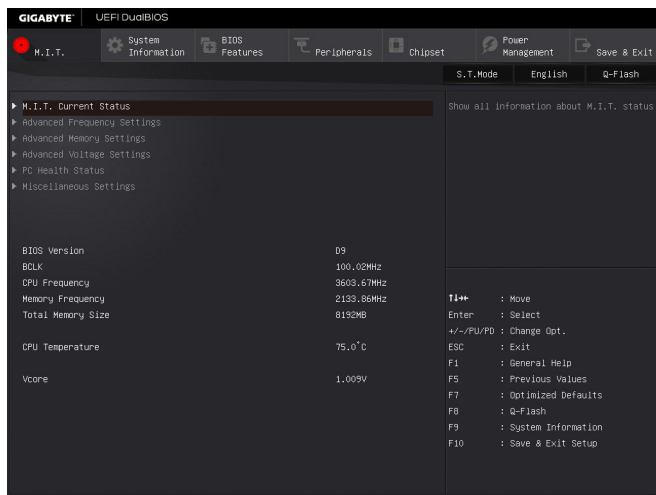 GIGABYTE™ UEFI DualBIOS
M.I.T.
System Information
BIOS Features
Peripherals
Chipset
Power Management
Save & Exit
S.T.Mode English Q-Flash
M.I.T. Current Status
Show all information about M.I.T. status
Advanced Frequency Settings
Advanced Memory Settings
Advanced Voltage Settings
PC Health Status
Miscellaneous Settings
BIOS Version D9
BCLK 100.02MHz
CPU Frequency 3603.67MHz
Memory Frequency 2133.86MHz
Total Memory Size 8192MB
CPU Temperature 75.0°C
Vcore 1.009V
↑↓→← : Move
Enter : Select
+/-/PU/PD : Change Opt.
ESC : Exit
F1 : General Help
F5 : Previous Values
F7 : Optimized Defaults
F8 : Q-Flash
F9 : System Information
F10 : Save & Exit Setup